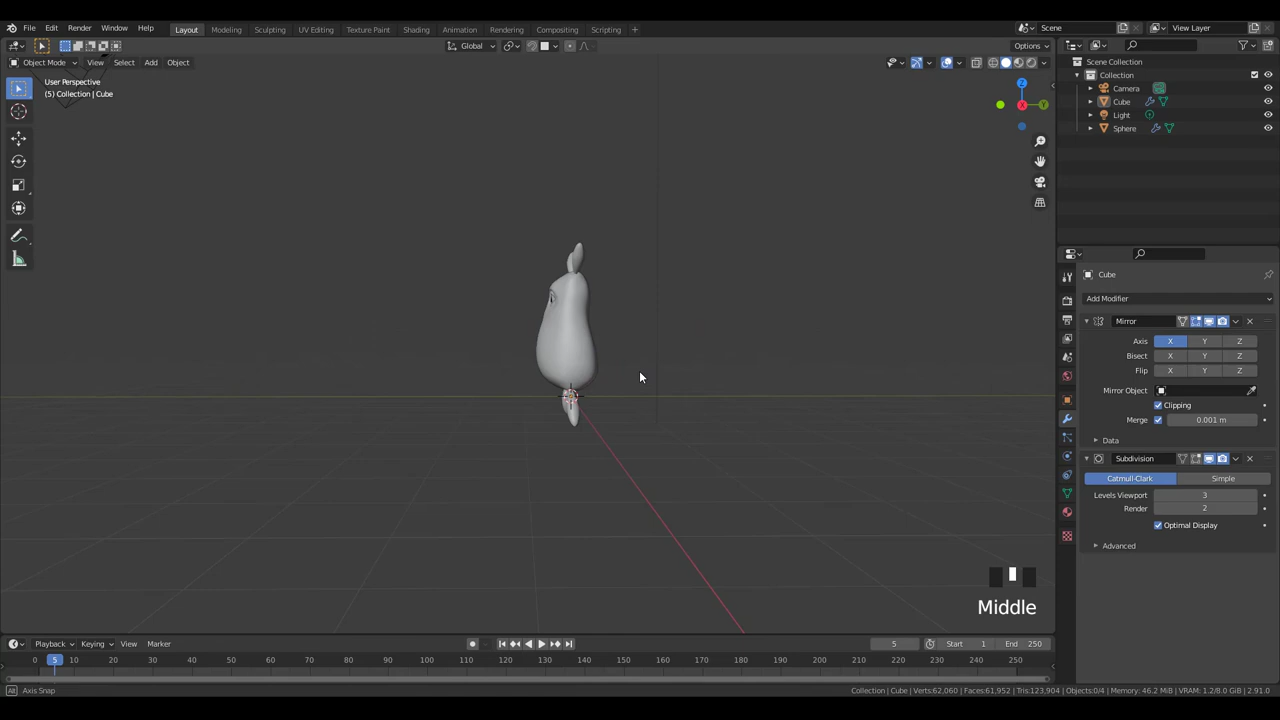 File Edit Render Window Help Layout Modeling Sculpting UV Editing Texture Paint Shading Animation Rendering Compositing Scripting + Scene View Layer
Global Options
Object Mode View Select Add Object
User Perspective
(5) Collection | Cube
Z
X
Y
Scene Collection
Collection
Camera
Cube
Light
Sphere
Cube
Add Modifier
Mirror
Axis X Y Z
Bisect X Y Z
Flip X Y Z
Mirror Object
Clipping
Merge 0.001 m
Data
Subdivision
Catmull-Clark Simple
Levels Viewport 3
Render 2
Optimal Display
Advanced
Middle
Playback Keying View Marker 5 Start 1 End 250
0 5 10 20 30 40 50 60 70 80 90 100 110 120 130 140 150 160 170 180 190 200 210 220 230 240 250
Alt Axis Snap Collection | Cube | Verts:62,060 | Faces:61,952 | Tris:123,904 | Objects:0/4 | Memory: 46.2 MiB | VRAM: 1.2/8.0 GiB | 2.91.0